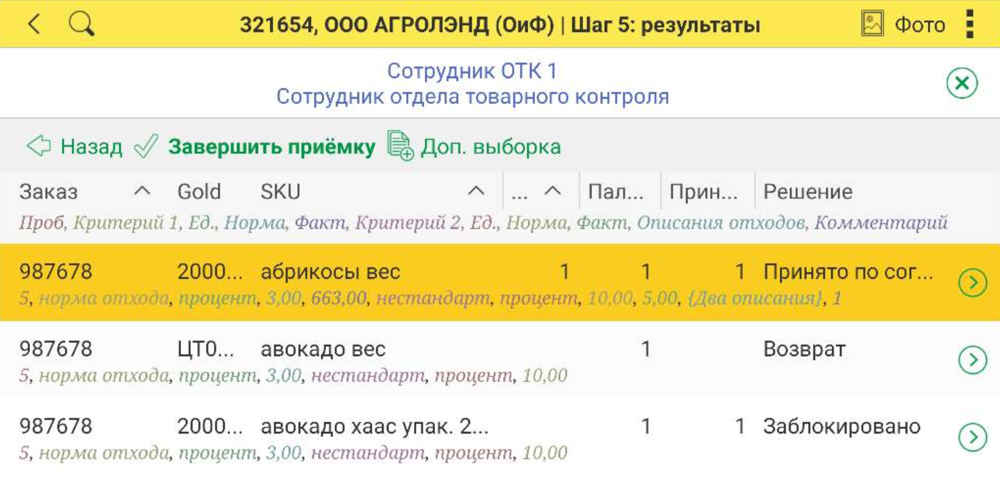 321654, ООО АГРОЛЭНД (ОиФ) | Шаг 5: результаты Фото
Сотрудник ОТК 1
Сотрудник отдела товарного контроля
Назад Завершить приёмку Доп. выборка
Заказ Gold SKU ... Пал... Прин... Решение
Проб, Критерий 1, Ед., Норма, Факт, Критерий 2, Ед., Норма, Факт, Описания отходов, Комментарий
987678 2000... абрикосы вес 1 1 1 Принято по сог...
5, норма отхода, процент, 3,00, 663,00, нестандарт, процент, 10,00, 5,00, {Два описания}, 1
987678 ЦТ0... авокадо вес 1 Возврат
5, норма отхода, процент, 3,00, нестандарт, процент, 10,00
987678 2000... авокадо хаас упак. 2... 1 1 Заблокировано
5, норма отхода, процент, 3,00, нестандарт, процент, 10,00